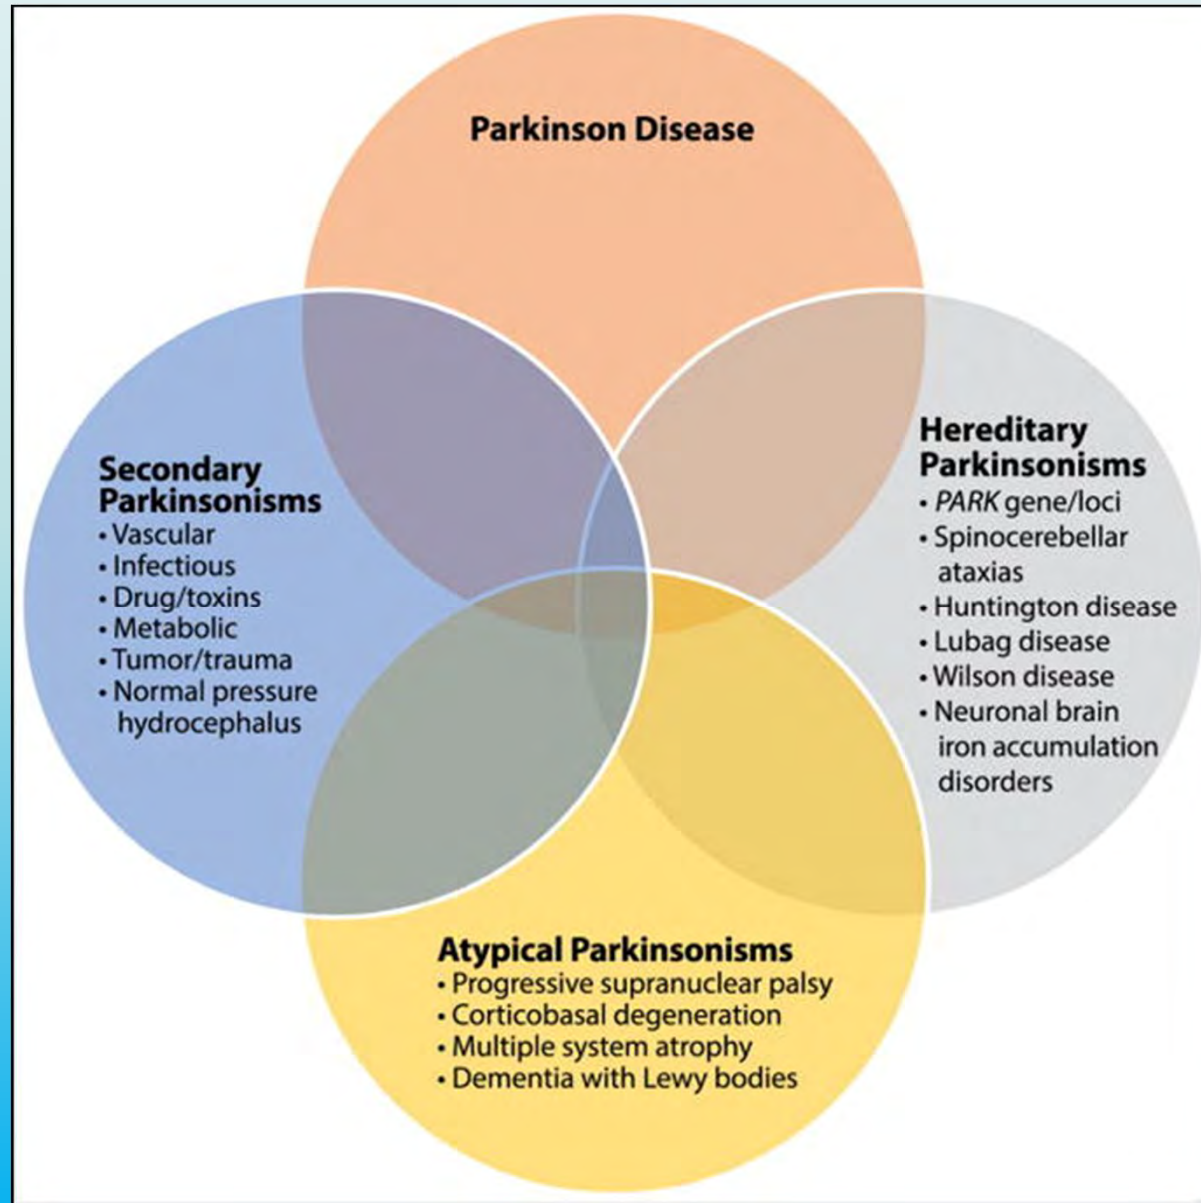 Parkinson Disease
Secondary
Parkinsonisms
• Vascular
• Infectious
• Drug/toxins
• Metabolic
• Tumor/trauma
• Normal pressure
hydrocephalus
Hereditary
Parkinsonisms
• PARK gene/loci
• Spinocerebellar
ataxias
• Huntington disease
• Lubag disease
• Wilson disease
• Neuronal brain
iron accumulation
disorders
Atypical Parkinsonisms
• Progressive supranuclear palsy
• Corticobasal degeneration
• Multiple system atrophy
• Dementia with Lewy bodies